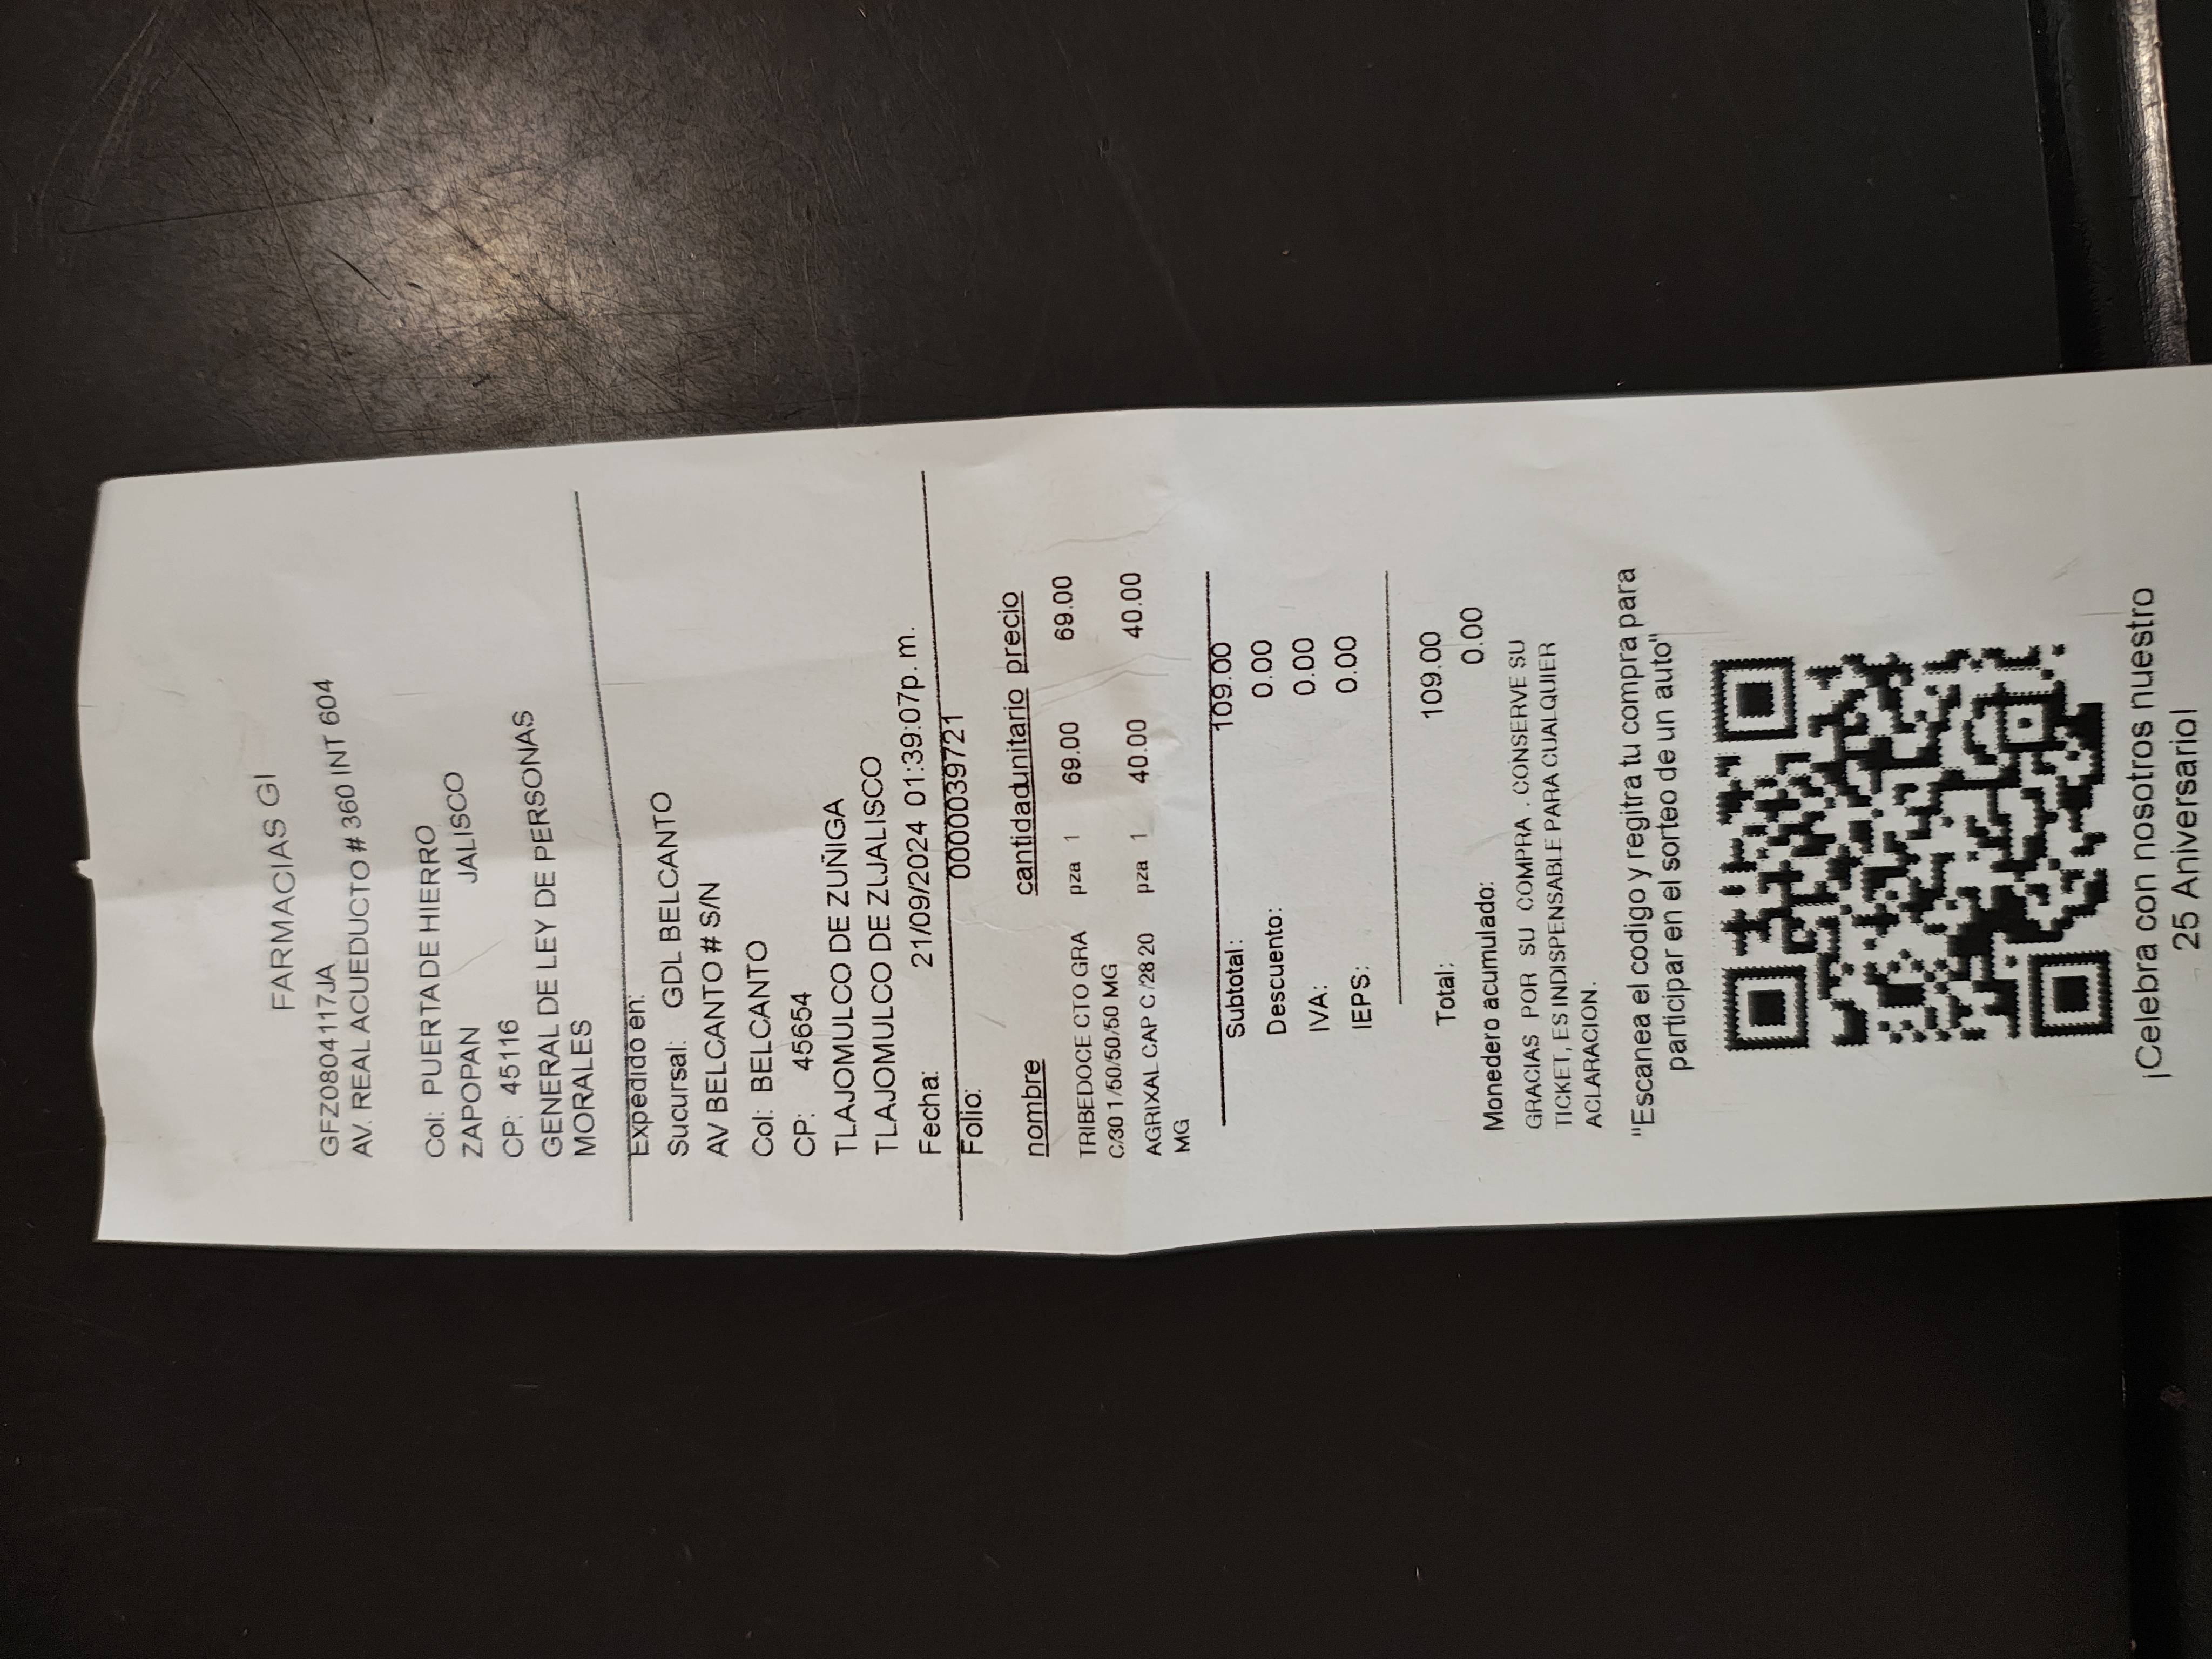 FARMACIAS GI
GFZ0804117JA
AV. REAL ACUEDUCTO # 360 INT 604
Col: PUERTA DE HIERRO
ZAPOPAN JALISCO
CP: 45116
GENERAL DE LEY DE PERSONAS
MORALES
Expedido en:
Sucursal: GDL BELCANTO
AV BELCANTO # S/N
Col: BELCANTO
CP: 45654
TLAJOMULCO DE ZUÑIGA
TLAJOMULCO DE ZIJALISCO
Fecha: 21/09/2024 01:39:07p. m.
Folio: 0000039721
nombre cantidadunitario precio
TRIBEDOCE CTO GRA pza 1 69.00 69.00
C/30 1/50/50/50 MG
AGRIXAL CAP C/28 20 pza 1 40.00 40.00
MG
Subtotal: 109.00
Descuento: 0.00
IVA: 0.00
IEPS: 0.00
Total: 109.00
Monedero acumulado: 0.00
GRACIAS POR SU COMPRA . CONSERVE SU
TICKET, ES INDISPENSABLE PARA CUALQUIER
ACLARACION.
"Escanea el codigo y regitra tu compra para
participar en el sorteo de un auto"
¡Celebra con nosotros nuestro
25 Aniversario!